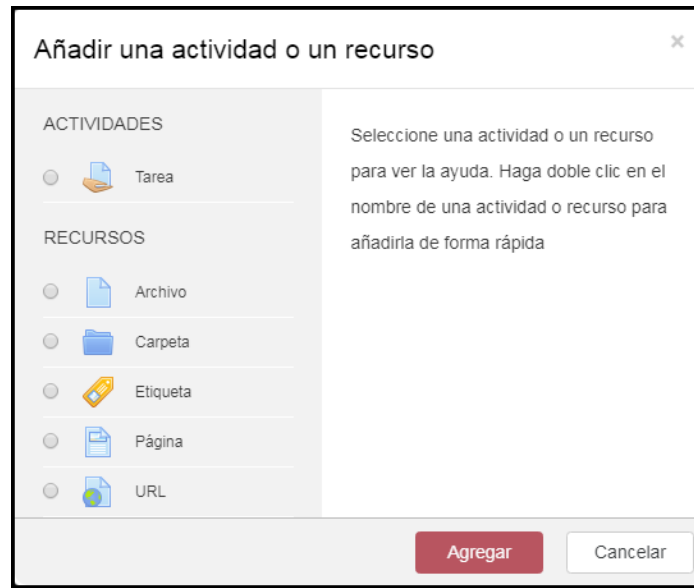 Añadir una actividad o un recurso
×
ACTIVIDADES
Tarea
RECURSOS
Archivo
Carpeta
Etiqueta
Página
URL
Seleccione una actividad o un recurso
para ver la ayuda. Haga doble clic en el
nombre de una actividad o recurso para
añadirla de forma rápida
Agregar
Cancelar